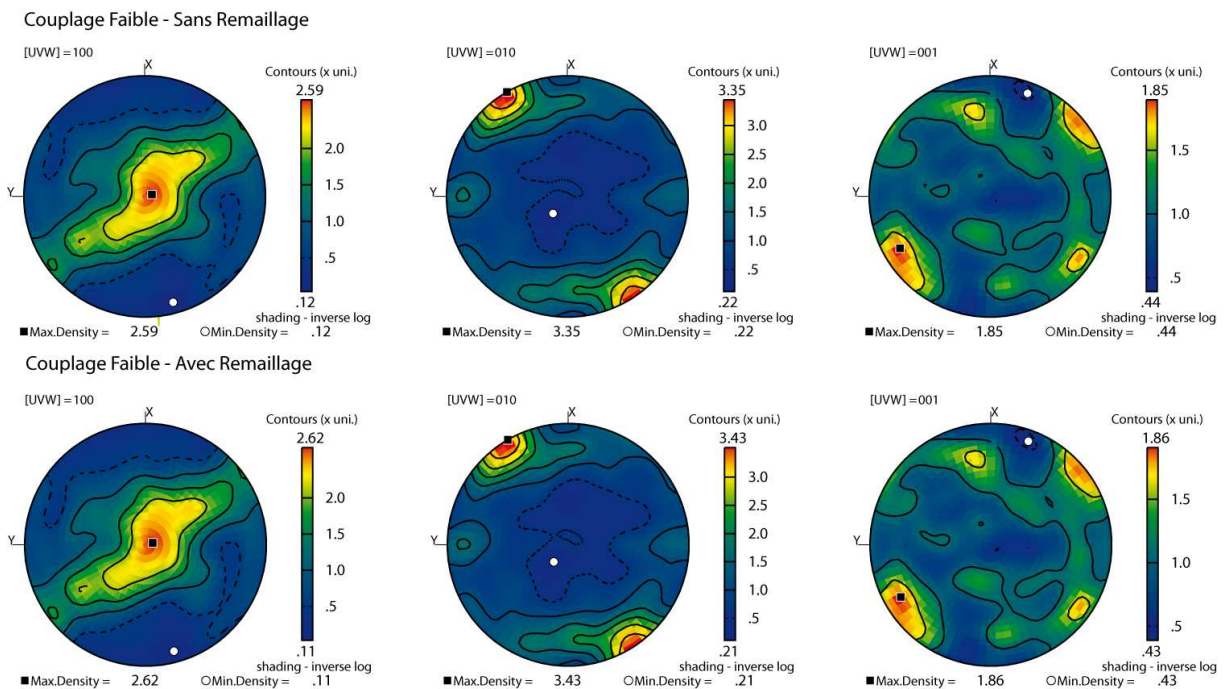 Couplage Faible - Sans Remaillage
[UVW] =100 [UVW] =010 [UVW] =001
X X X
Contours (x uni.) Contours (x uni.) Contours (x uni.)
2.59 3.35 1.85
3.0
2.0 2.5 1.5
Y 1.5 Y 2.0 Y
1.0 1.5 1.0
.5 1.0 .5
.5
.12 .22 .44
shading - inverse log shading - inverse log shading - inverse log
Max.Density = 2.59 Min.Density = .12 Max.Density = 3.35 Min.Density = .22 Max.Density = 1.85 Min.Density = .44
Couplage Faible - Avec Remaillage
[UVW] =100 [UVW] =010 [UVW] =001
X X X
Contours (x uni.) Contours (x uni.) Contours (x uni.)
2.62 3.43 1.86
3.0
2.0 2.5 1.5
Y 1.5 Y 2.0 Y
1.0 1.5 1.0
.5 1.0 .5
.5
.11 .21 .43
shading - inverse log shading - inverse log shading - inverse log
Max.Density = 2.62 Min.Density = .11 Max.Density = 3.43 Min.Density = .21 Max.Density = 1.86 Min.Density = .43